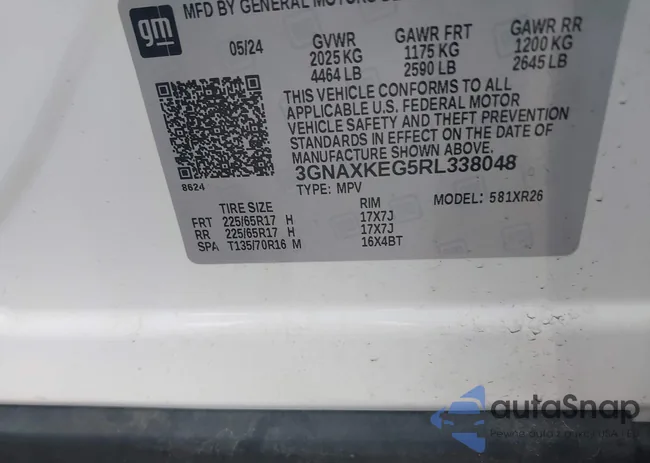 MFD BY GENERAL MOTORS
gm
05/24
GVWR GAWR FRT GAWR RR
2025 KG 1175 KG 1200 KG
4464 LB 2590 LB 2645 LB
THIS VEHICLE CONFORMS TO ALL
APPLICABLE U.S. FEDERAL MOTOR
VEHICLE SAFETY AND THEFT PREVENTION
STANDARDS IN EFFECT ON THE DATE OF
MANUFACTURE SHOWN ABOVE.
3GNAXKEG5RL338048
8624
TYPE: MPV MODEL: 581XR26
TIRE SIZE RIM
FRT 225/65R17 H 17X7J
RR 225/65R17 H 17X7J
SPA T135/70R16 M 16X4BT
autoSnap